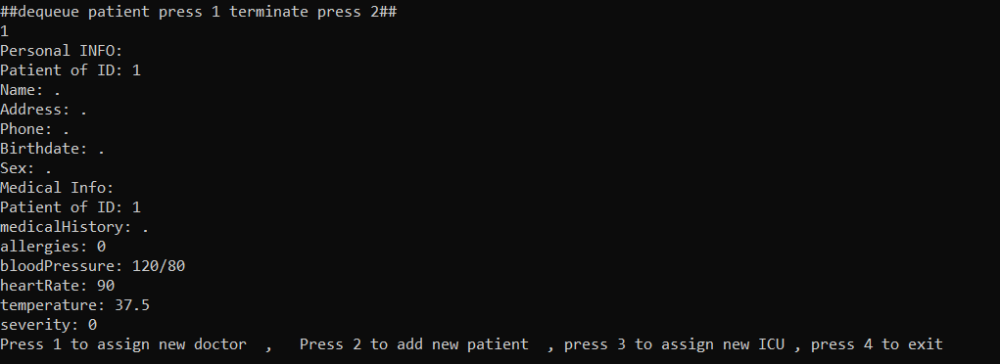 ##dequeue patient press 1 terminate press 2##
1
Personal INFO:
Patient of ID: 1
Name: .
Address: .
Phone: .
Birthdate: .
Sex: .
Medical Info:
Patient of ID: 1
medicalHistory: .
allergies: 0
bloodPressure: 120/80
heartRate: 90
temperature: 37.5
severity: 0
Press 1 to assign new doctor  ,   Press 2 to add new patient  , press 3 to assign new ICU , press 4 to exit